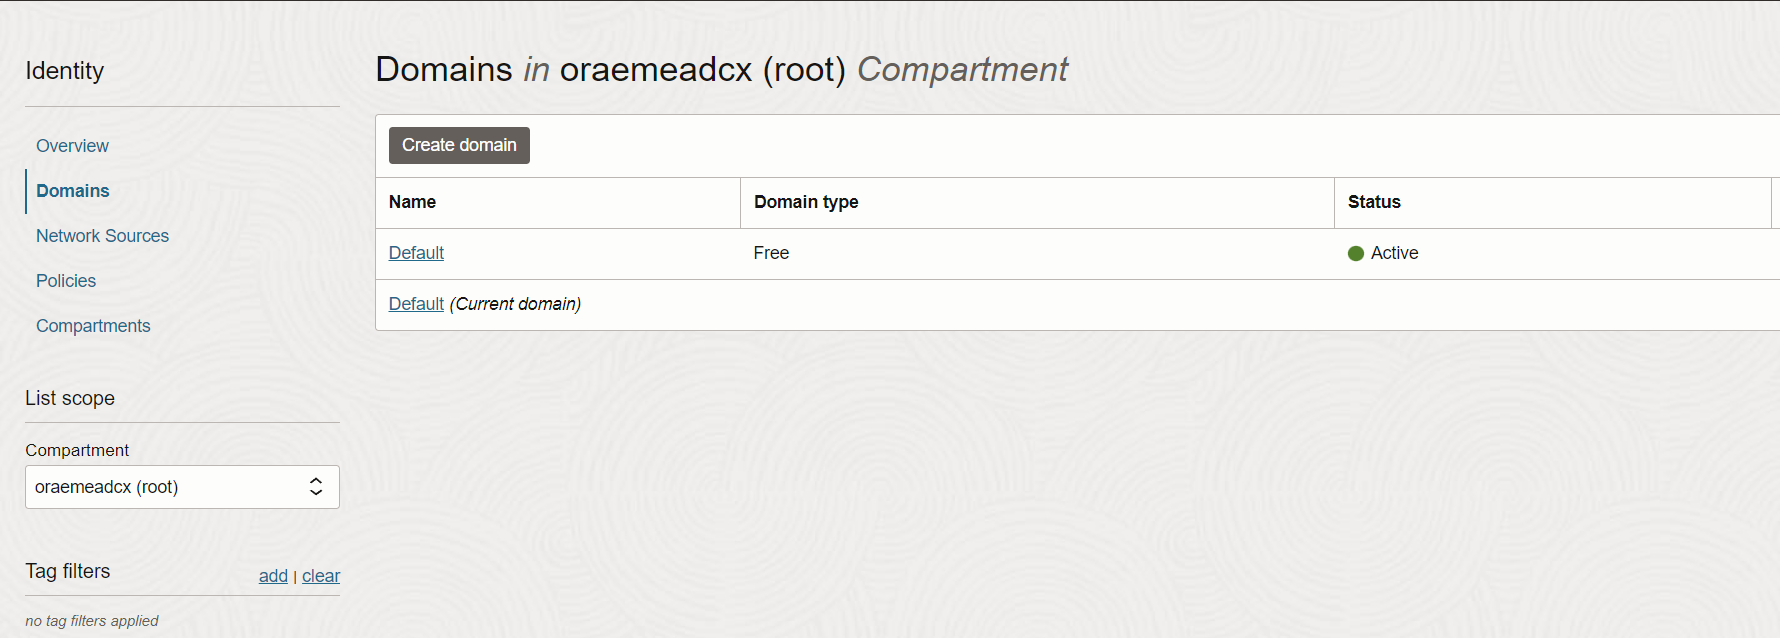 Identity
Overview
Domains
Network Sources
Policies
Compartments
List scope
Compartment
oraemeadcx (root)
Tag filters
add | clear
no tag filters applied
Domains in oraemeadcx (root) Compartment
Create domain
Name Domain type Status
Default Free Active
Default (Current domain)